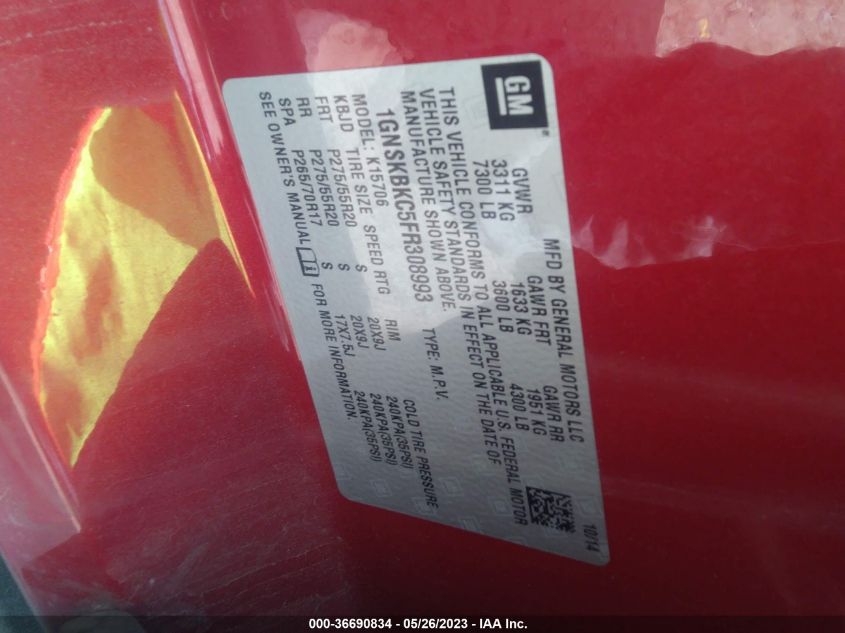 GM
MFD BY GENERAL MOTORS LLC
10/14
GVWR GAWR FRT GAWR RR
3311 KG 1633 KG 1951 KG
7300 LB 3600 LB 4300 LB
THIS VEHICLE CONFORMS TO ALL APPLICABLE U.S. FEDERAL MOTOR
VEHICLE SAFETY STANDARDS IN EFFECT ON THE DATE OF
MANUFACTURE SHOWN ABOVE.
1GNSKBKC5FR308993 TYPE: M.P.V.
MODEL: K15706
KBJD TIRE SIZE SPEED RTG RIM COLD TIRE PRESSURE
FRT P275/55R20 S 20X9J 240KPA(35PSI)
RR P275/55R20 S 20X9J 240KPA(35PSI)
SPA P265/70R17 S 17X7.5J 240KPA(35PSI)
SEE OWNER'S MANUAL FOR MORE INFORMATION.
000-36690834 - 05/26/2023 - IAA Inc.